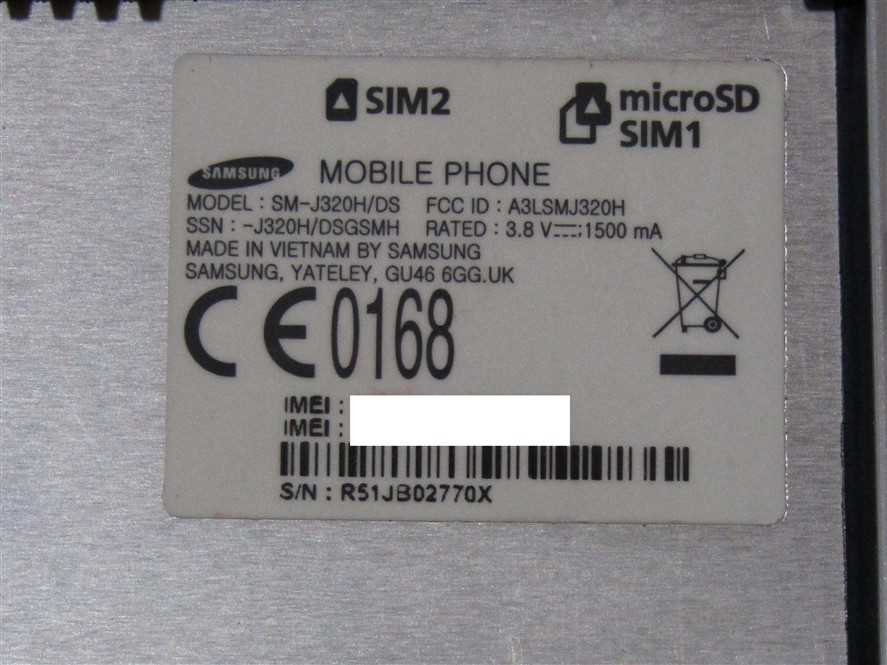 SIM2
microSD
SIM1
SAMSUNG MOBILE PHONE
MODEL : SM-J320H/DS FCC ID : A3LSMJ320H
SSN : -J320H/DSGSMH RATED : 3.8 V⎓;1500 mA
MADE IN VIETNAM BY SAMSUNG
SAMSUNG, YATELEY, GU46 6GG.UK
CE0168
IMEI :
IMEI :
S/N : R51JB02770X